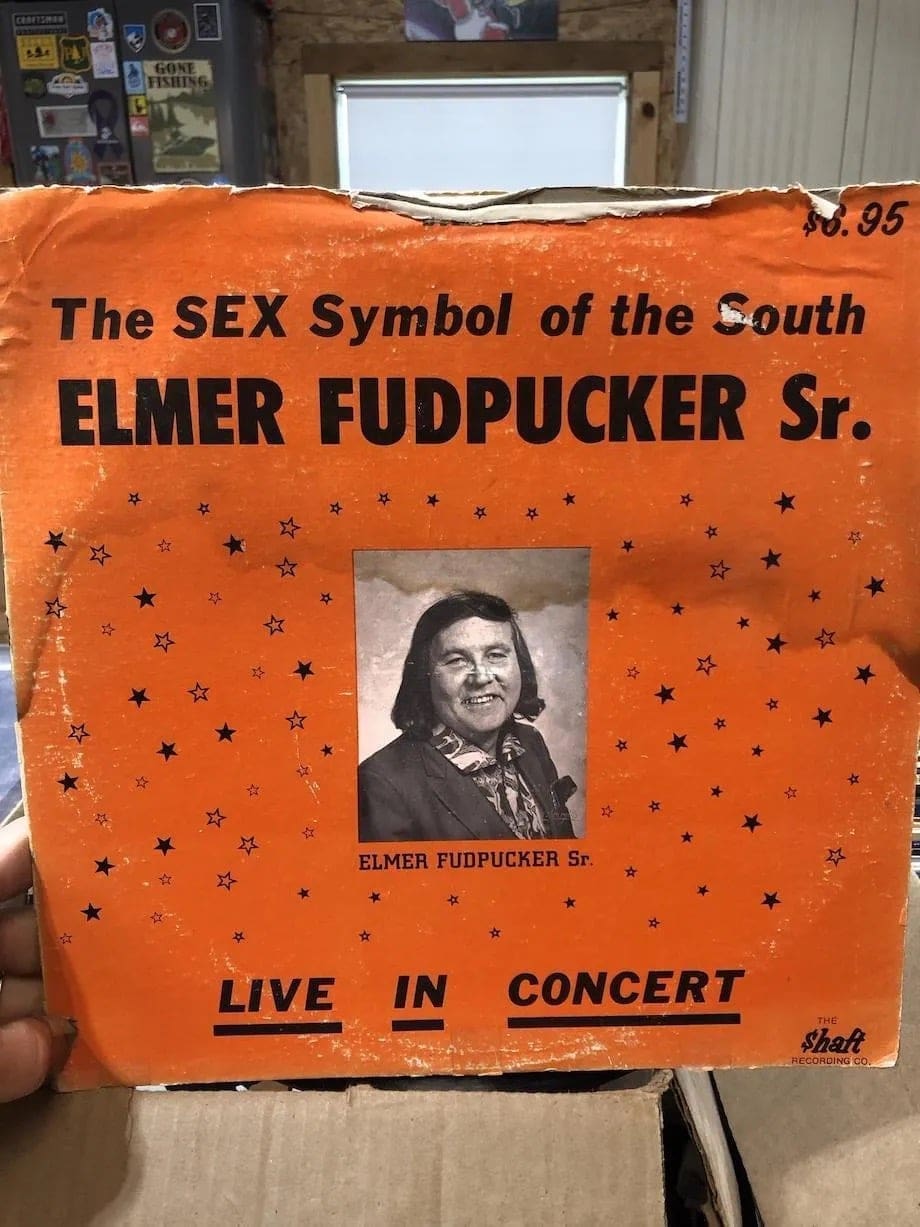 CRAFTSMAN
GONE
FISHING
$6.95
The SEX Symbol of the South
ELMER FUDPUCKER Sr.
ELMER FUDPUCKER Sr.
LIVE IN CONCERT
THE
$haft
RECORDING CO.